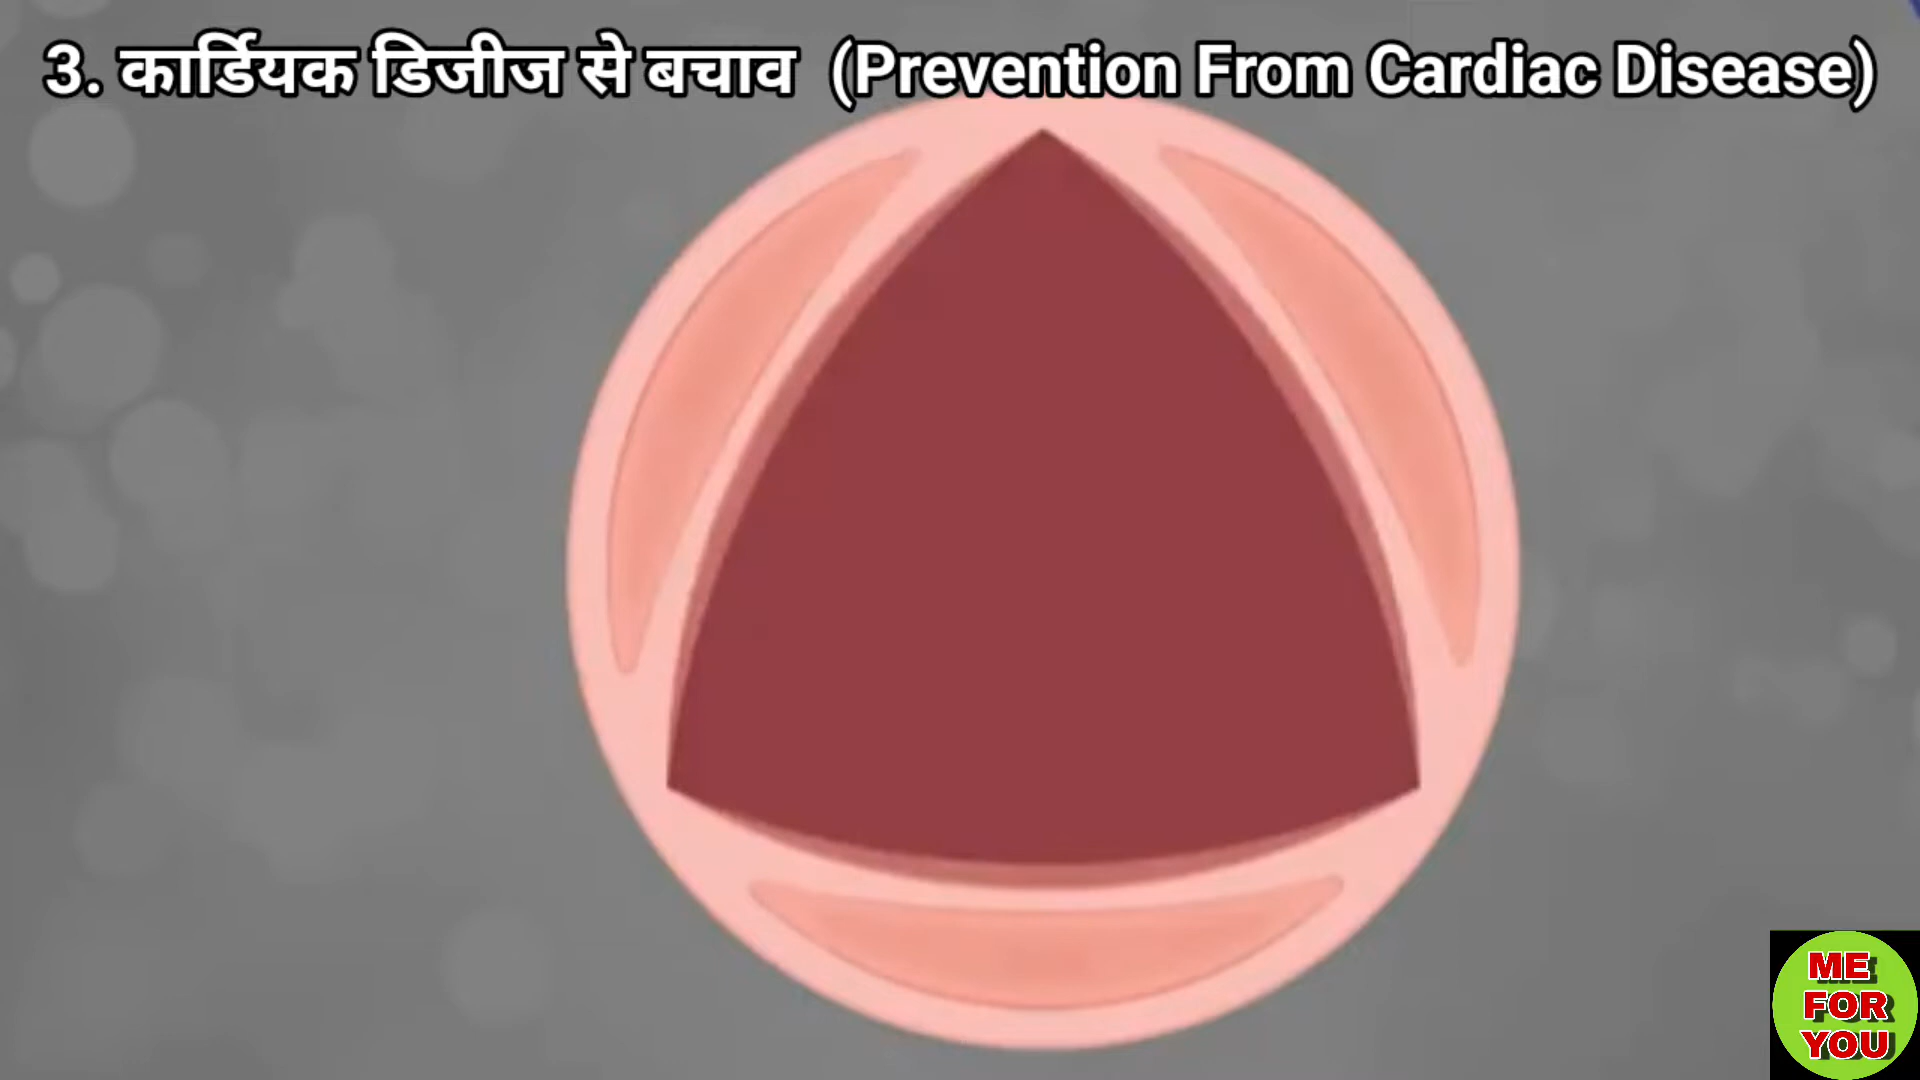 3. कार्डियक डिजीज से बचाव (Prevention From Cardiac Disease)
ME
FOR
YOU